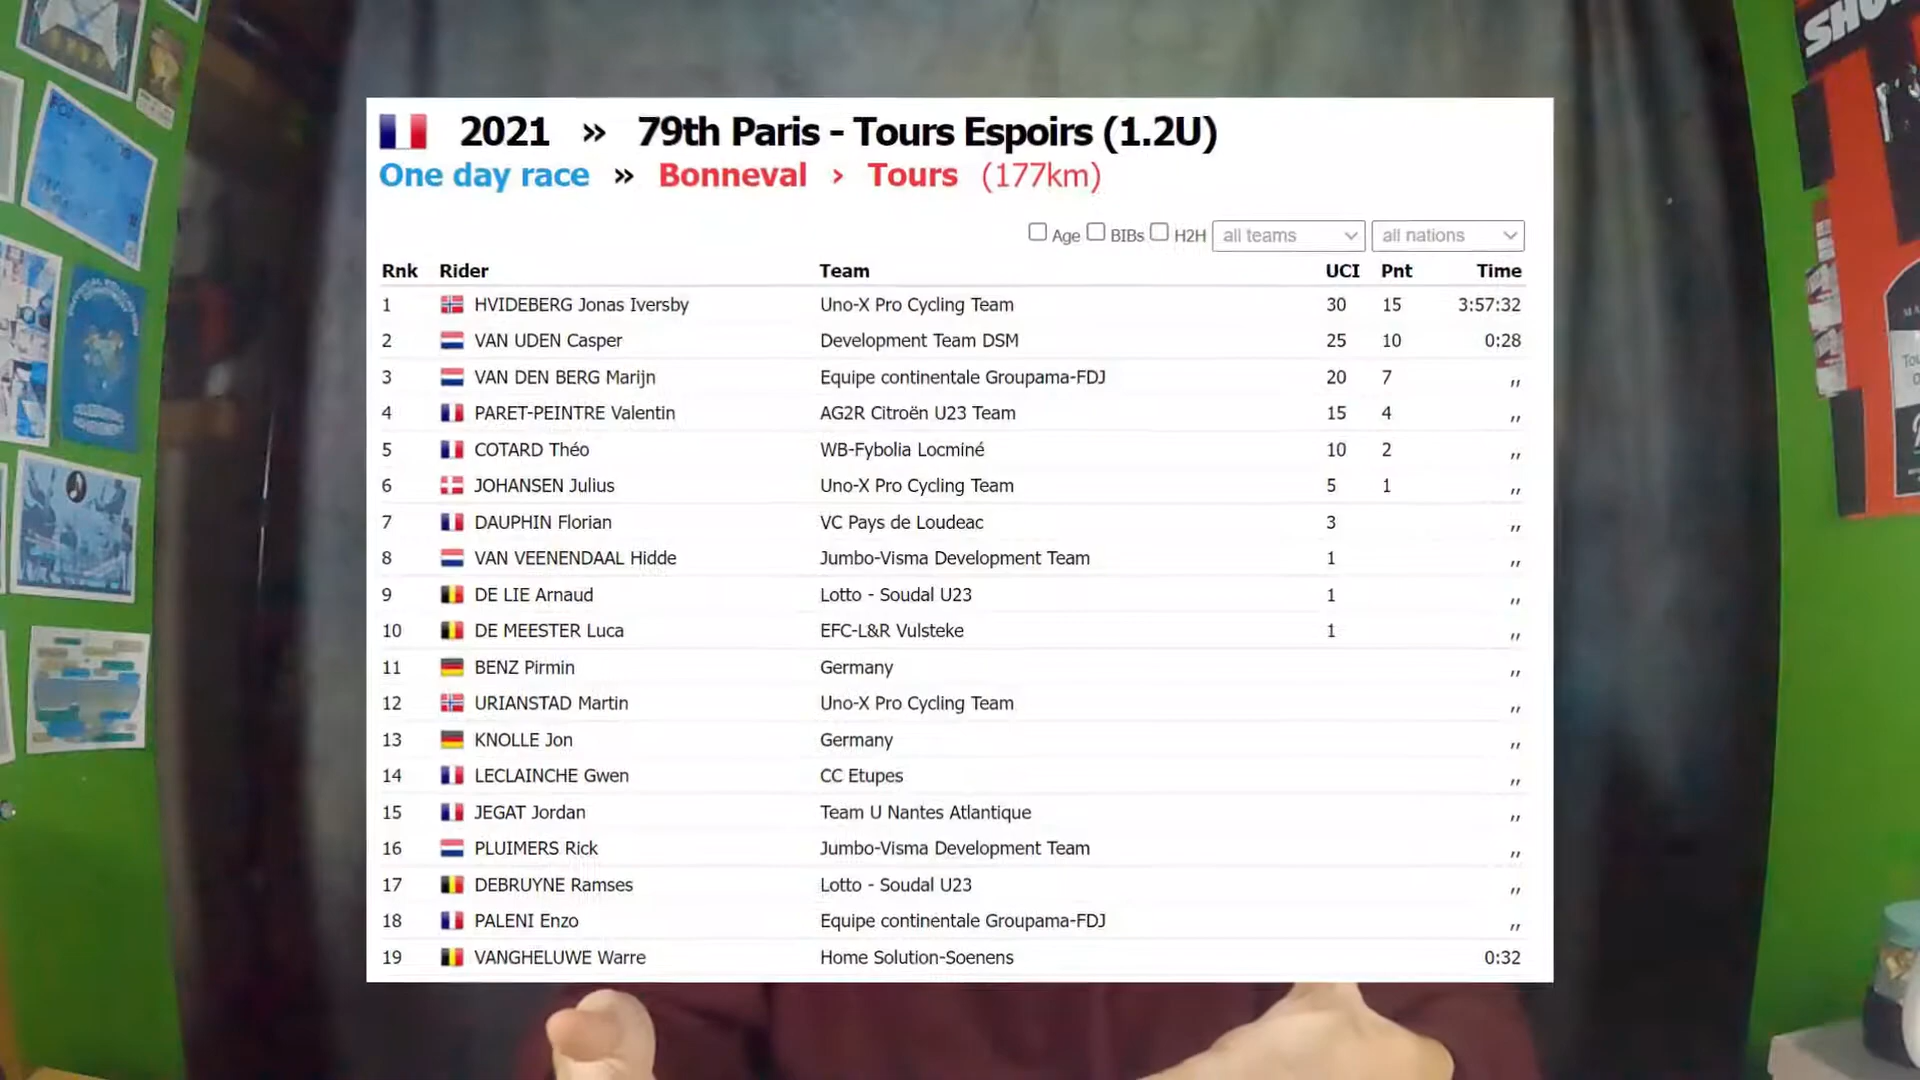 2021 » 79th Paris - Tours Espoirs (1.2U)
One day race » Bonneval › Tours (177km)
Age BIBs H2H all teams all nations
Rnk Rider Team UCI Pnt Time
1 HVIDEBERG Jonas Iversby Uno-X Pro Cycling Team 30 15 3:57:32
2 VAN UDEN Casper Development Team DSM 25 10 0:28
3 VAN DEN BERG Marijn Equipe continentale Groupama-FDJ 20 7 ,,
4 PARET-PEINTRE Valentin AG2R Citroën U23 Team 15 4 ,,
5 COTARD Théo WB-Fybolia Locminé 10 2 ,,
6 JOHANSEN Julius Uno-X Pro Cycling Team 5 1 ,,
7 DAUPHIN Florian VC Pays de Loudeac 3 ,,
8 VAN VEENENDAAL Hidde Jumbo-Visma Development Team 1 ,,
9 DE LIE Arnaud Lotto - Soudal U23 1 ,,
10 DE MEESTER Luca EFC-L&R Vulsteke 1 ,,
11 BENZ Pirmin Germany ,,
12 URIANSTAD Martin Uno-X Pro Cycling Team ,,
13 KNOLLE Jon Germany ,,
14 LECLAINCHE Gwen CC Etupes ,,
15 JEGAT Jordan Team U Nantes Atlantique ,,
16 PLUIMERS Rick Jumbo-Visma Development Team ,,
17 DEBRUYNE Ramses Lotto - Soudal U23 ,,
18 PALENI Enzo Equipe continentale Groupama-FDJ ,,
19 VANGHELUWE Warre Home Solution-Soenens 0:32